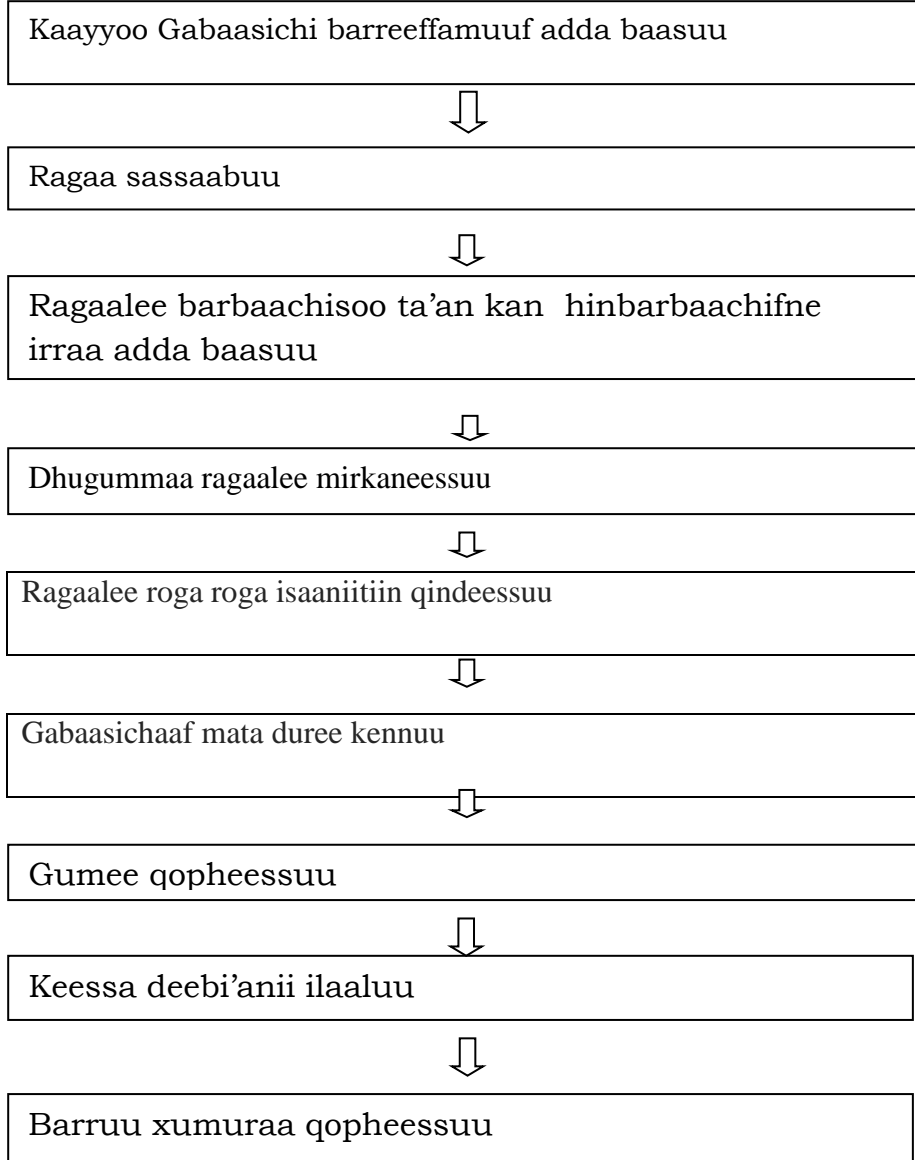 Kaayyoo Gabaasichi barreeffamuuf adda baasuu
Ragaa sassaabuu
Ragaalee barbaachisoo ta’an kan hinbarbaachifne
irraa adda baasuu
Dhugummaa ragaalee mirkaneessuu
Ragaalee roga roga isaaniitiin qindeessuu
Gabaasichaaf mata duree kennuu
Gumee qopheessuu
Keessa deebi’anii ilaaluu
Barruu xumuraa qopheessuu